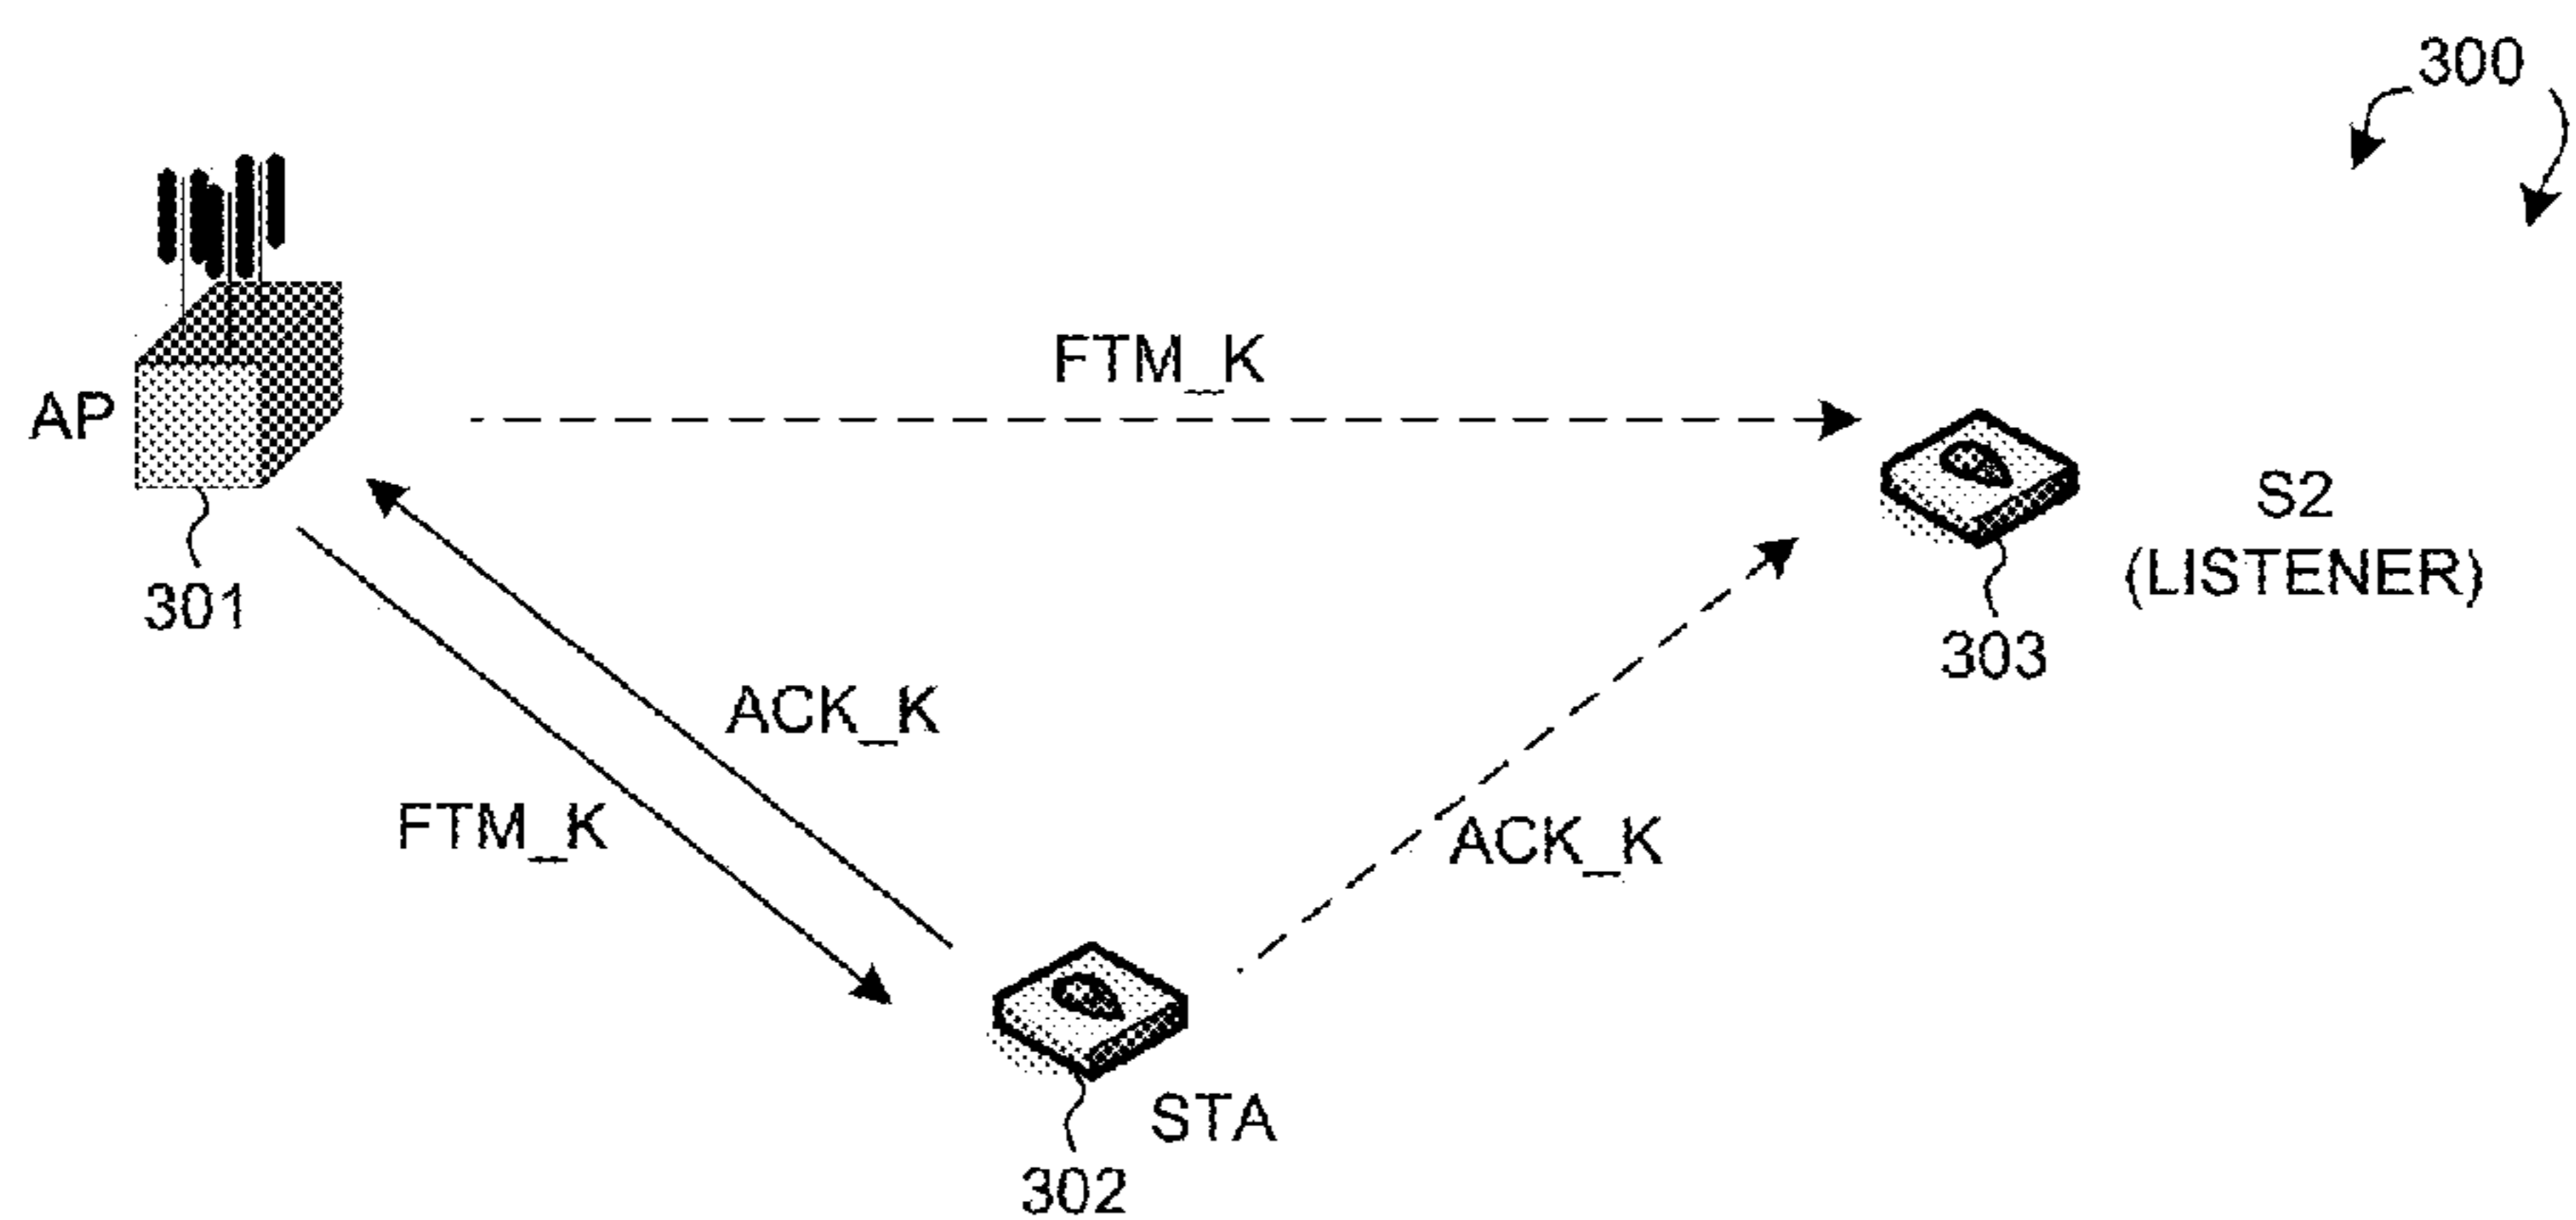 300
FTM_K
AP
S2
(LISTENER)
301
303
ACK_K
FTM_K
ACK_K
STA
302